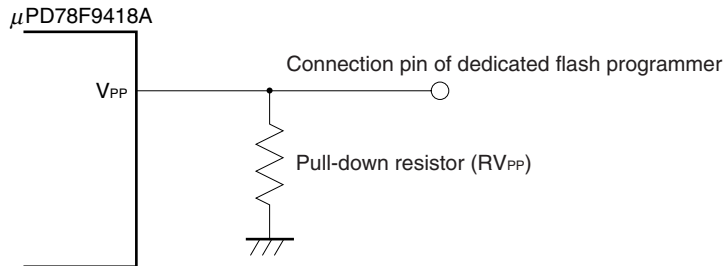 μPD78F9418A
Connection pin of dedicated flash programmer
VPP
Pull-down resistor (RVPP)